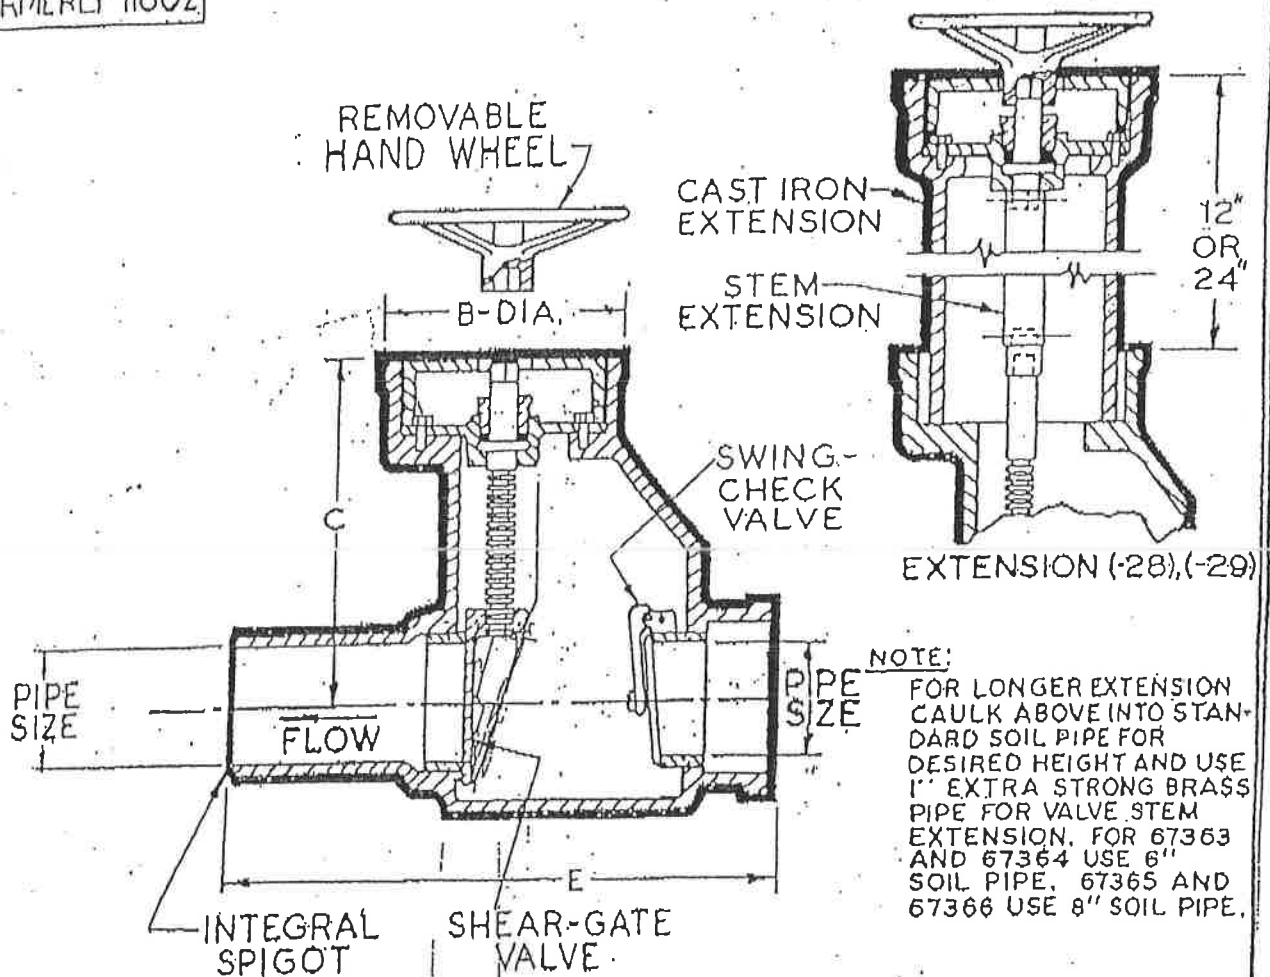 REMOVABLE
HAND WHEEL
B-DIA.
C
PIPE
SIZE
FLOW
INTEGRAL
SPIGOT
SHEAR-GATE
VALVE
E
SWING-
CHECK
VALVE
PIPE
SIZE
CAST IRON
EXTENSION
STEM
EXTENSION
12"
OR
24"
EXTENSION (-28),(-29)
NOTE:
FOR LONGER EXTENSION
CAULK ABOVE INTO STAN-
DARD SOIL PIPE FOR
DESIRED HEIGHT AND USE
1" EXTRA STRONG BRASS
PIPE FOR VALVE STEM
EXTENSION. FOR 67363
AND 67364 USE 6"
SOIL PIPE. 67365 AND
67366 USE 8" SOIL PIPE.